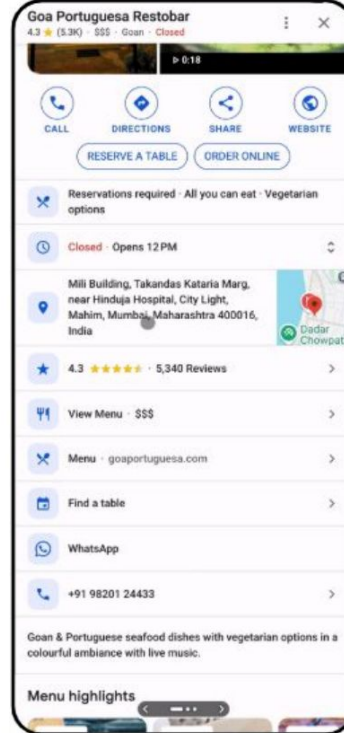 Goa Portuguesa Restobar
4.3 ★ (5.3K) · $$$ · Goan · Closed
0:18
CALL
DIRECTIONS
SHARE
WEBSITE
RESERVE A TABLE
ORDER ONLINE
Reservations required · All you can eat · Vegetarian
options
Closed · Opens 12 PM
Mili Building, Takandas Kataria Marg,
near Hinduja Hospital, City Light,
Mahim, Mumbai, Maharashtra 400016,
India
Dadar
Chowpat
4.3 ★★★★★ · 5,340 Reviews
View Menu · $$$
Menu · goaportuguesa.com
Find a table
WhatsApp
+91 98201 24433
Goan & Portuguese seafood dishes with vegetarian options in a
colourful ambiance with live music.
Menu highlights